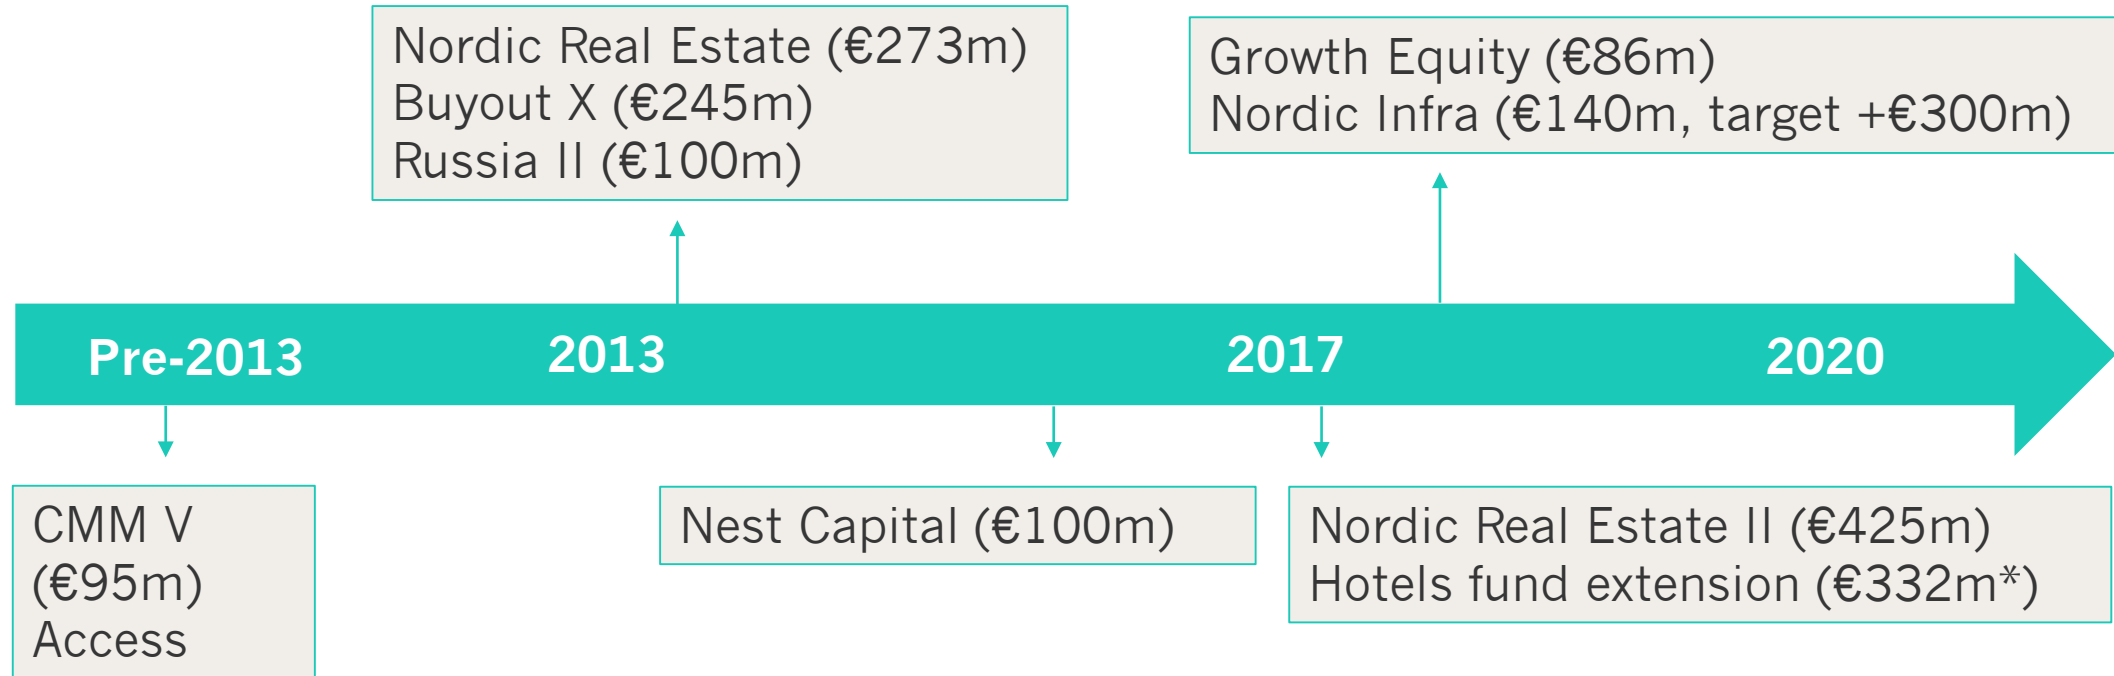 Nordic Real Estate (€273m)
Buyout X (€245m)
Russia II (€100m)
Growth Equity (€86m)
Nordic Infra (€140m, target +€300m)
Pre-2013
2013
2017
2020
CMM V
(€95m)
Access
Nest Capital (€100m)
Nordic Real Estate II (€425m)
Hotels fund extension (€332m*)